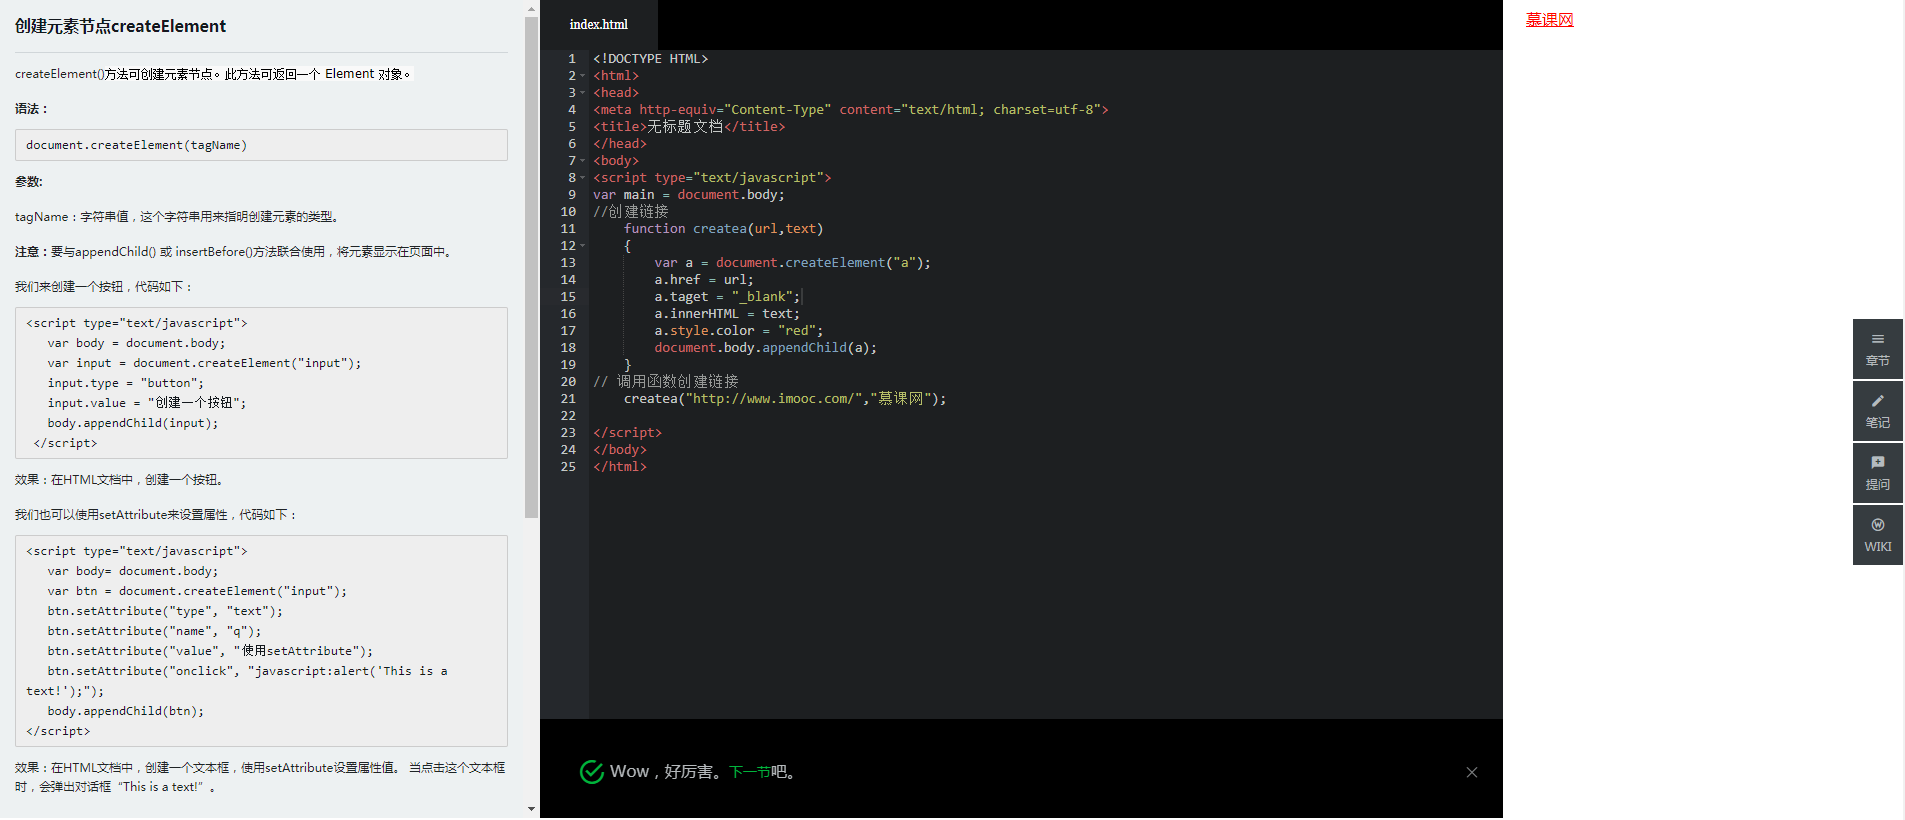 创建元素节点createElement
createElement()方法可创建元素节点。此方法可返回一个 Element 对象。
语法：
document.createElement(tagName)
参数:
tagName：字符串值，这个字符串用来指明创建元素的类型。
注意：要与appendChild() 或 insertBefore()方法联合使用，将元素显示在页面中。
我们来创建一个按钮，代码如下：
<script type="text/javascript">
var body = document.body;
var input = document.createElement("input");
input.type = "button";
input.value = "创建一个按钮";
body.appendChild(input);
</script>
效果：在HTML文档中，创建一个按钮。
我们也可以使用setAttribute来设置属性，代码如下：
<script type="text/javascript">
var body= document.body;
var btn = document.createElement("input");
btn.setAttribute("type", "text");
btn.setAttribute("name", "q");
btn.setAttribute("value", "使用setAttribute");
btn.setAttribute("onclick", "javascript:alert('This is a
text!');");
body.appendChild(btn);
</script>
效果：在HTML文档中，创建一个文本框，使用setAttribute设置属性值。 当点击这个文本框
时，会弹出对话框“This is a text!”。
index.html
1 <!DOCTYPE HTML>
2 <html>
3 <head>
4 <meta http-equiv="Content-Type" content="text/html; charset=utf-8">
5 <title>无标题文档</title>
6 </head>
7 <body>
8 <script type="text/javascript">
9 var main = document.body;
10 //创建链接
11 function createa(url,text)
12 {
13 var a = document.createElement("a");
14 a.href = url;
15 a.taget = "_blank";
16 a.innerHTML = text;
17 a.style.color = "red";
18 document.body.appendChild(a);
19 }
20 // 调用函数创建链接
21 createa("http://www.imooc.com/","慕课网");
22
23 </script>
24 </body>
25 </html>
Wow，好厉害。下一节吧。
慕课网
章节
笔记
提问
WIKI